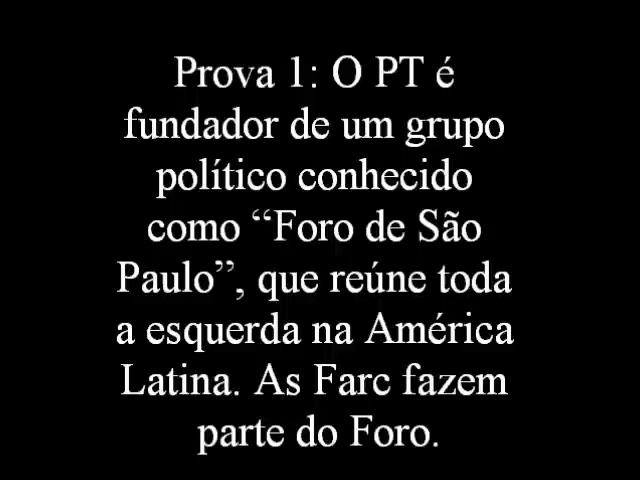 Prova 1: O PT é
fundador de um grupo
político conhecido
como “Foro de São
Paulo”, que reúne toda
a esquerda na América
Latina. As Farc fazem
parte do Foro.